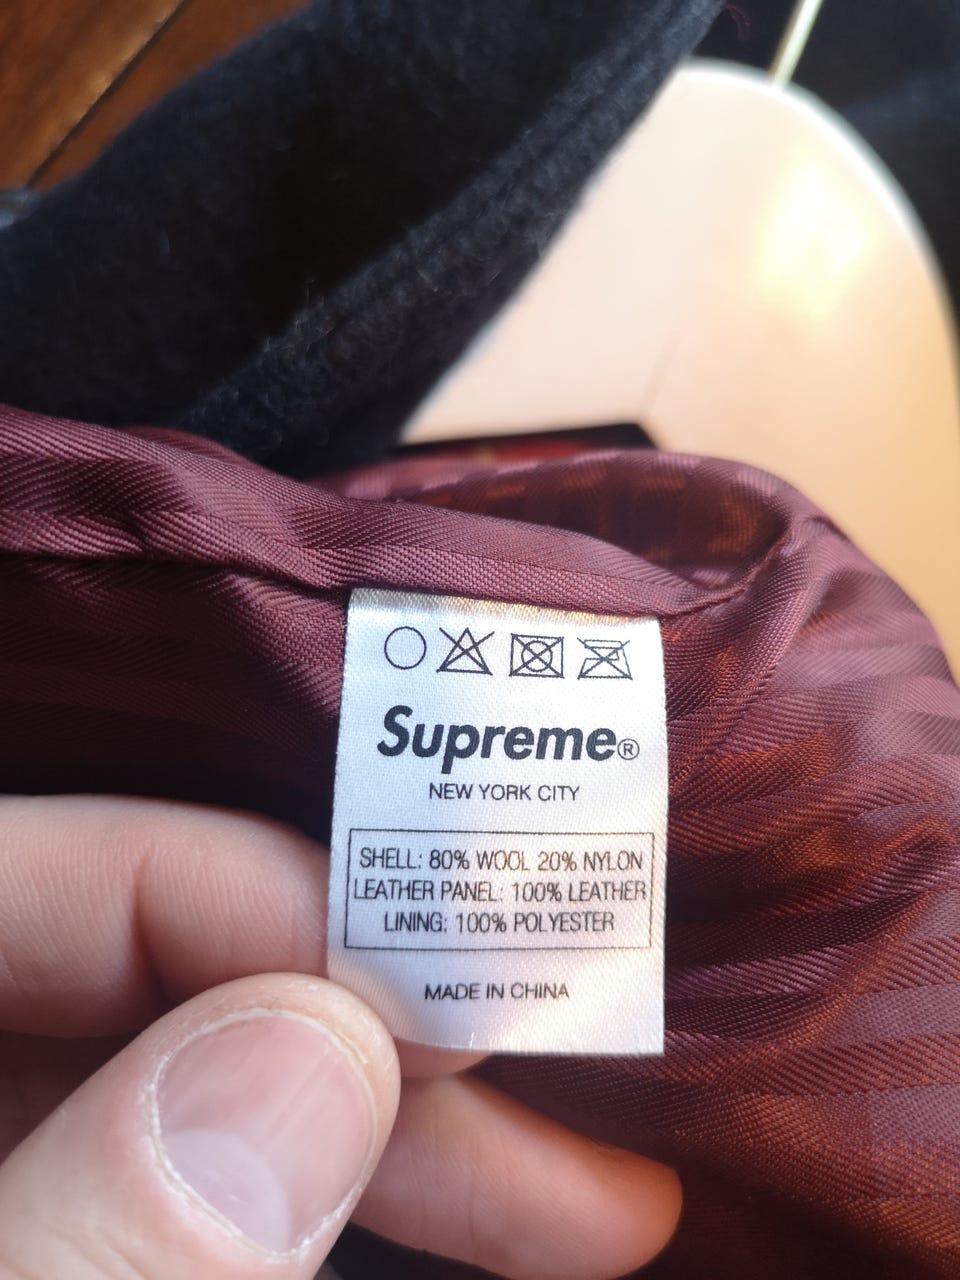 Supreme®
NEW YORK CITY
SHELL: 80% WOOL 20% NYLON
LEATHER PANEL: 100% LEATHER
LINING: 100% POLYESTER
MADE IN CHINA